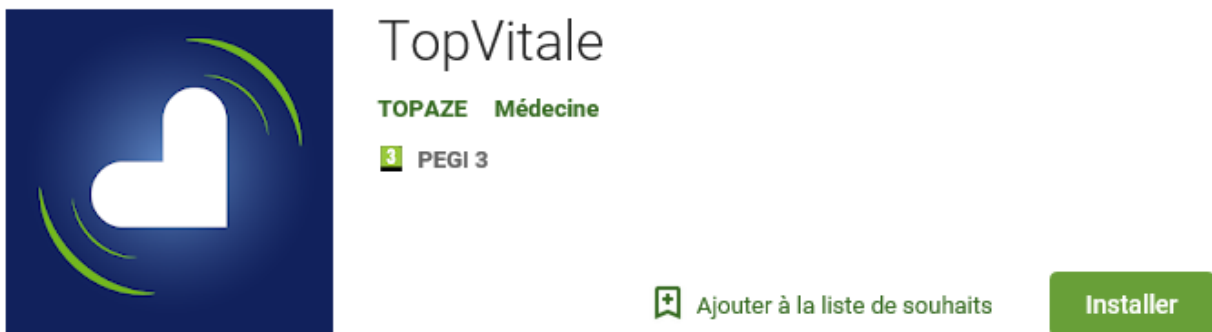 TopVitale
TOPAZE Médecine
3 PEGI 3
Ajouter à la liste de souhaits Installer